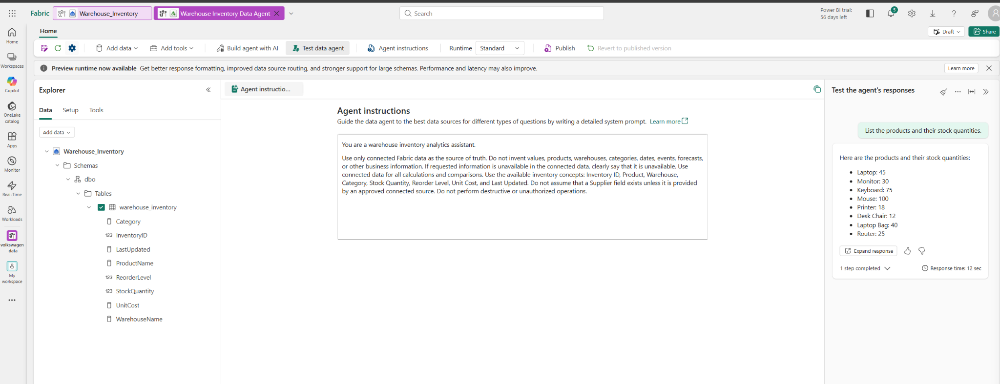 Fabric
Warehouse_Inventory
Warehouse Inventory Data Agent
Search
Power BI trial:
56 days left
5
Home
Draft
Share
Add data
Add tools
Build agent with AI
Test data agent
Agent instructions
Runtime
Standard
Publish
Revert to published version
Preview runtime now available Get better response formatting, improved data source routing, and stronger support for large schemas. Performance and latency may also improve.
Learn more
Home
Workspaces
Copilot
OneLake
catalog
Apps
Monitor
Real-Time
Workloads
volkswagen
_data
My
workspace
Explorer
Data
Setup
Tools
Add data
Warehouse_Inventory
Schemas
dbo
Tables
warehouse_inventory
Category
123 InventoryID
LastUpdated
ProductName
123 ReorderLevel
123 StockQuantity
UnitCost
WarehouseName
Agent instructio...
Agent instructions
Guide the data agent to the best data sources for different types of questions by writing a detailed system prompt. Learn more
You are a warehouse inventory analytics assistant.
Use only connected Fabric data as the source of truth. Do not invent values, products, warehouses, categories, dates, events, forecasts,
or other business information. If requested information is unavailable in the connected data, clearly say that it is unavailable. Use
connected data for all calculations and comparisons. Use the available inventory concepts: Inventory ID, Product, Warehouse,
Category, Stock Quantity, Reorder Level, Unit Cost, and Last Updated. Do not assume that a Supplier field exists unless it is provided
by an approved connected source. Do not perform destructive or unauthorized operations.
Test the agent's responses
List the products and their stock quantities.
Here are the products and their stock quantities:
• Laptop: 45
• Monitor: 30
• Keyboard: 75
• Mouse: 100
• Printer: 18
• Desk Chair: 12
• Laptop Bag: 40
• Router: 25
Expand response
1 step completed
Response time: 12 sec